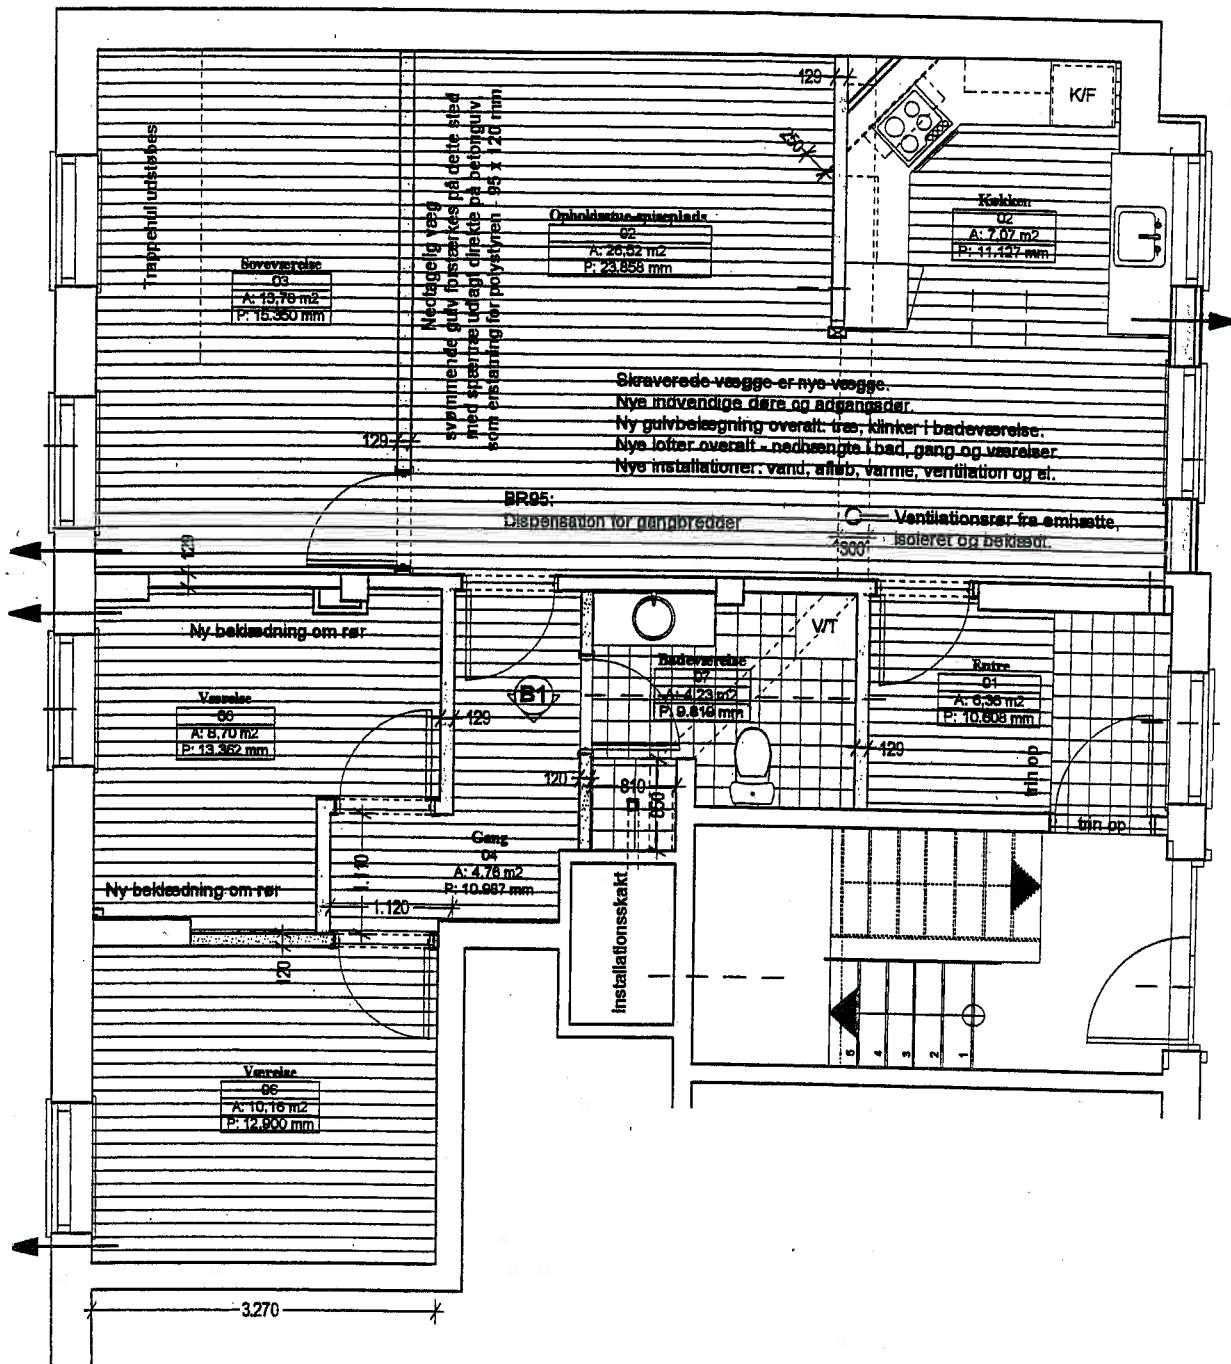 129
K/F
250
Trappehul udstøbes
Nedtagelig væg
svømmende gulv forstærkes på dette sted
med spærtræ udlagt direkte på betongulv
som erstatning for polystyren - 95 x 120 mm
Opholdsstue-spiseplads
02
A: 26,52 m2
P: 23.858 mm
Køkken
02
A: 7,07 m2
P: 11.127 mm
Soveværelse
03
A: 13,78 m2
P: 15.350 mm
Skraverede vægge er nye vægge.
Nye indvendige døre og adgangsdør.
Ny gulvbelægning overalt: træ, klinker i badeværelse.
Nye lofter overalt - nedhængte i bad, gang og værelser.
Nye installationer: vand, afløb, varme, ventilation og el.
129
BR95:
Dispensation for gangbredder
Ventilationsrør fra emhætte,
isoleret og beklædt.
300
129
Ny beklædning om rør
V/T
Badeværelse
07
A: 4,23 m2
P: 9.819 mm
Entre
01
A: 6,36 m2
P: 10.608 mm
Værelse
A: 8,70 m2
P: 13.362 mm
B1
129
129
trin op
120
810
trin op
Gang
04
A: 4,76 m2
P: 10.987 mm
1.110
Ny beklædning om rør
1.120
Installationsskakt
120
5
4
3
2
1
Værelse
A: 10,16 m2
P: 12.900 mm
3.270